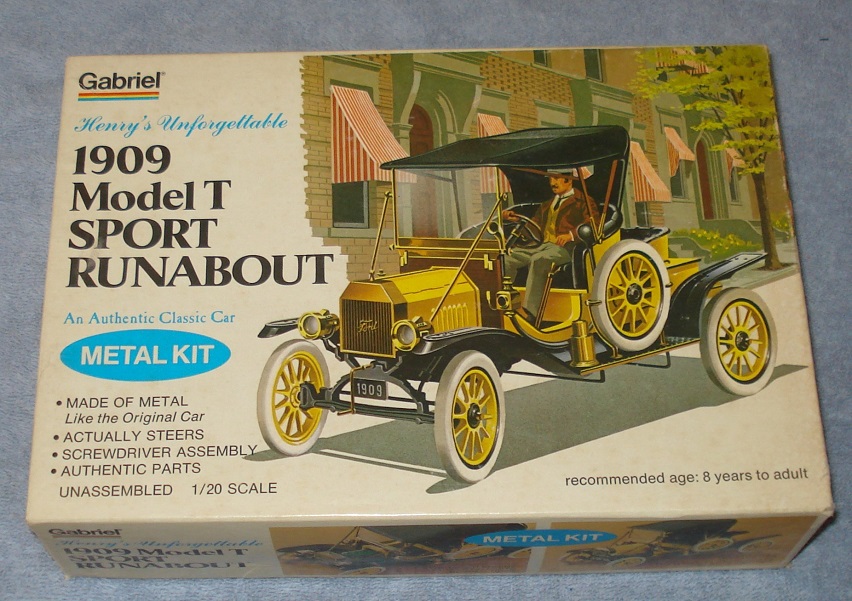 Gabriel®
Henry's Unforgettable
1909
Model T
SPORT
RUNABOUT
An Authentic Classic Car
METAL KIT
• MADE OF METAL
Like the Original Car
• ACTUALLY STEERS
• SCREWDRIVER ASSEMBLY
• AUTHENTIC PARTS
UNASSEMBLED 1/20 SCALE
Ford
1909
recommended age: 8 years to adult
Gabriel
Henry's Unforgettable
1909 Model T
SPORT
RUNABOUT
METAL KIT